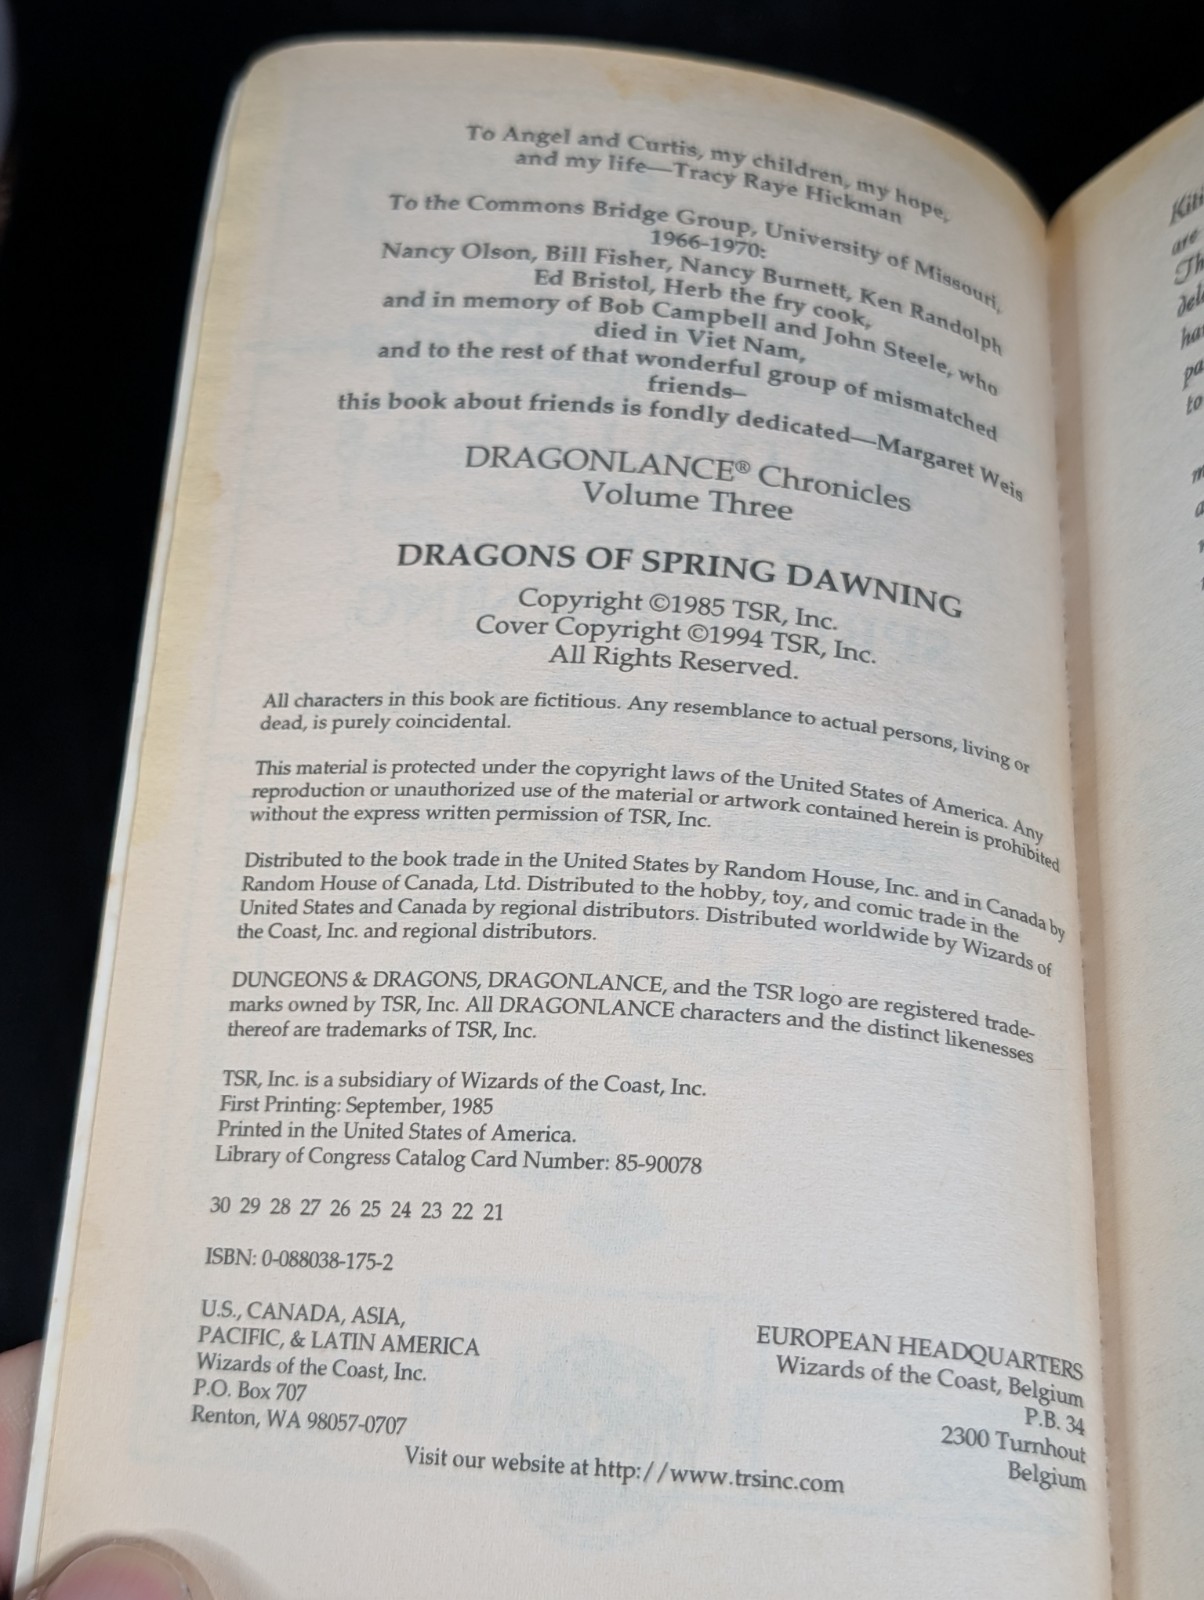 To Angel and Curtis, my children, my hope,
and my life—Tracy Raye Hickman
To the Commons Bridge Group, University of Missouri,
1966-1970:
Nancy Olson, Bill Fisher, Nancy Burnett, Ken Randolph
Ed Bristol, Herb the fry cook,
and in memory of Bob Campbell and John Steele, who
died in Viet Nam,
and to the rest of that wonderful group of mismatched
friends–
this book about friends is fondly dedicated—Margaret Weis
DRAGONLANCE® Chronicles
Volume Three
DRAGONS OF SPRING DAWNING
Copyright ©1985 TSR, Inc.
Cover Copyright ©1994 TSR, Inc.
All Rights Reserved.
All characters in this book are fictitious. Any resemblance to actual persons, living or
dead, is purely coincidental.
This material is protected under the copyright laws of the United States of America. Any
reproduction or unauthorized use of the material or artwork contained herein is prohibited
without the express written permission of TSR, Inc.
Distributed to the book trade in the United States by Random House, Inc. and in Canada by
Random House of Canada, Ltd. Distributed to the hobby, toy, and comic trade in the
United States and Canada by regional distributors. Distributed worldwide by Wizards of
the Coast, Inc. and regional distributors.
DUNGEONS & DRAGONS, DRAGONLANCE, and the TSR logo are registered trade-
marks owned by TSR, Inc. All DRAGONLANCE characters and the distinct likenesses
thereof are trademarks of TSR, Inc.
TSR, Inc. is a subsidiary of Wizards of the Coast, Inc.
First Printing: September, 1985
Printed in the United States of America.
Library of Congress Catalog Card Number: 85-90078
30 29 28 27 26 25 24 23 22 21
ISBN: 0-088038-175-2
U.S., CANADA, ASIA,
PACIFIC, & LATIN AMERICA
Wizards of the Coast, Inc.
P.O. Box 707
Renton, WA 98057-0707
EUROPEAN HEADQUARTERS
Wizards of the Coast, Belgium
P.B. 34
2300 Turnhout
Belgium
Visit our website at http://www.trsinc.com